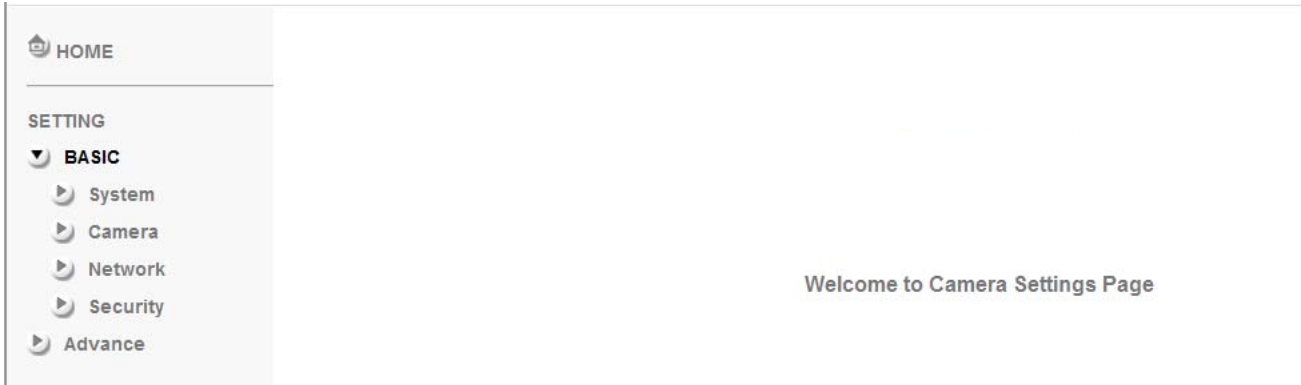 HOME
SETTING
BASIC
System
Camera
Network
Security
Advance
Welcome to Camera Settings Page